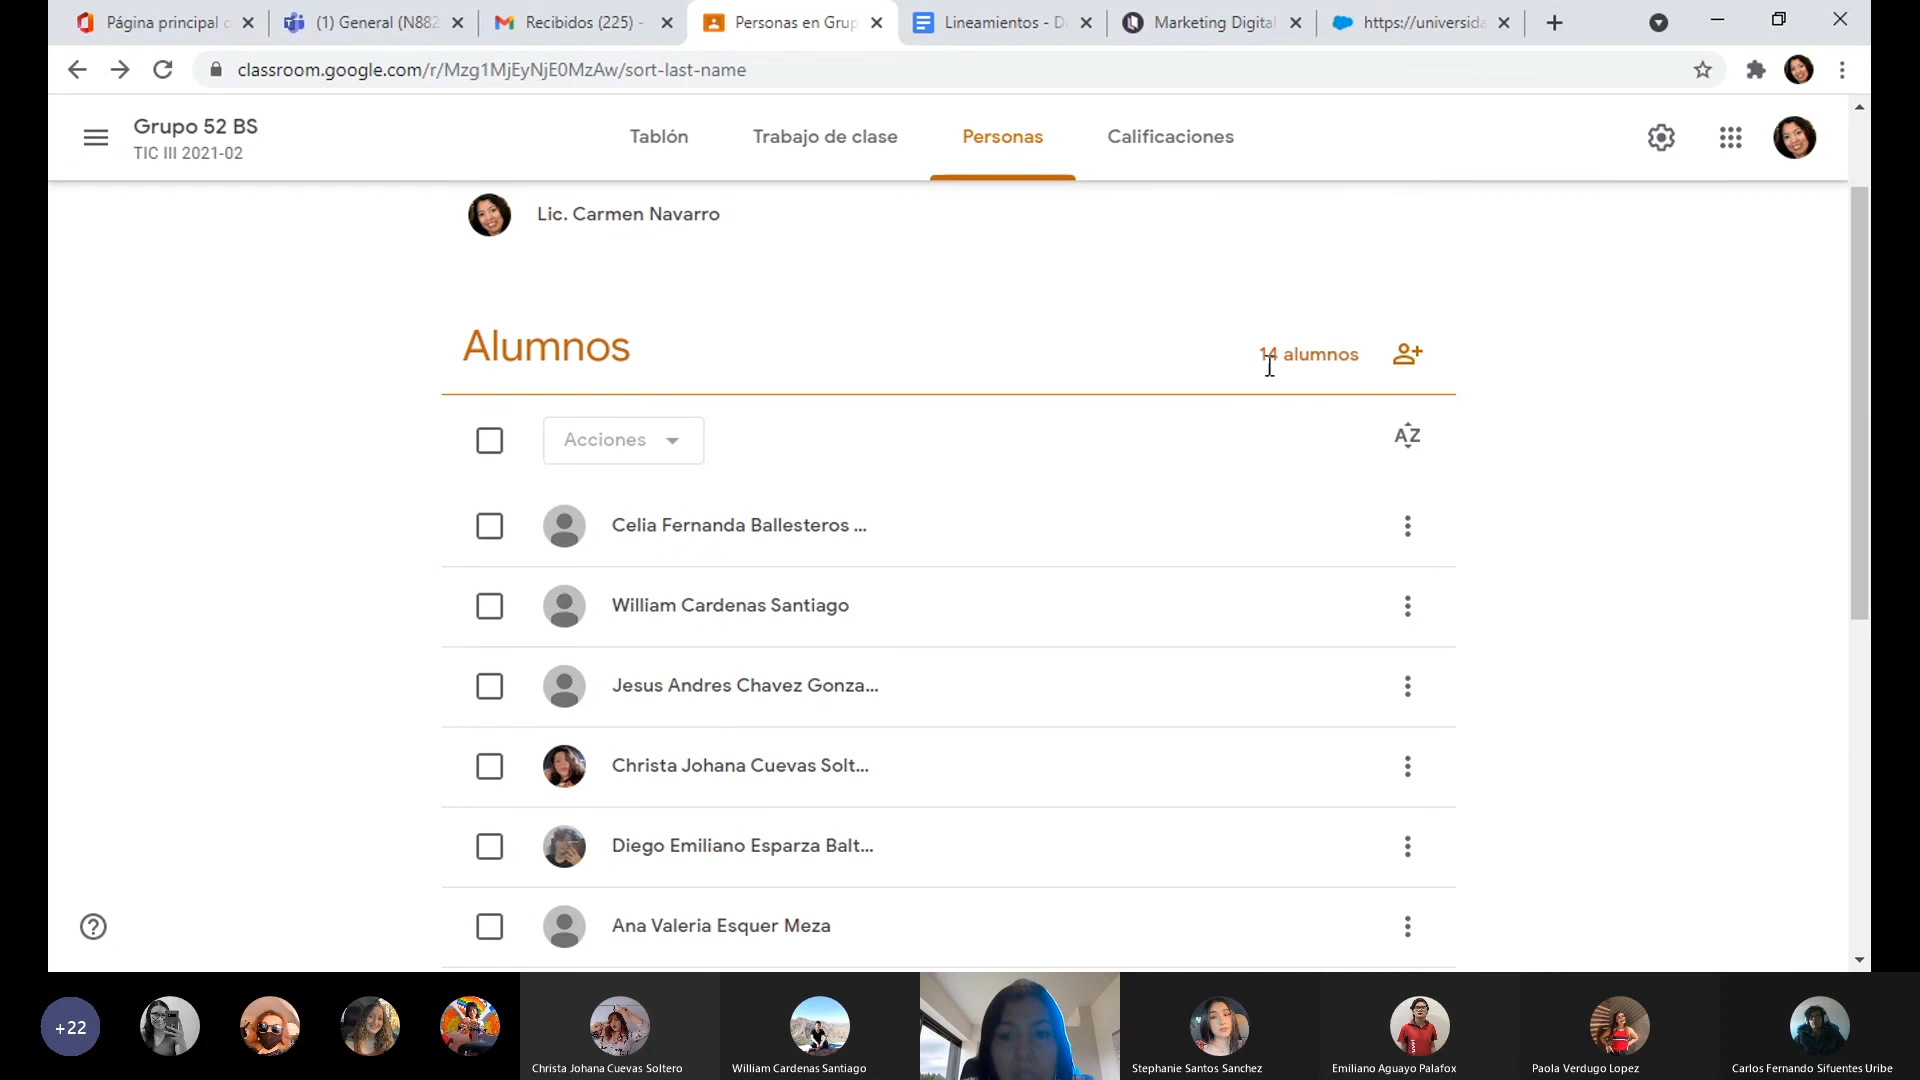 Página principal
(1) General (N882
Recibidos (225) -
Personas en Grup
Lineamientos - D
Marketing Digital
https://universida
classroom.google.com/r/Mzg1MjEyNjE0MzAw/sort-last-name
Grupo 52 BS
TIC III 2021-02
Tablón
Trabajo de clase
Personas
Calificaciones
Lic. Carmen Navarro
Alumnos
14 alumnos
Acciones
AZ
Celia Fernanda Ballesteros ...
William Cardenas Santiago
Jesus Andres Chavez Gonza...
Christa Johana Cuevas Solt...
Diego Emiliano Esparza Balt...
Ana Valeria Esquer Meza
+22
Christa Johana Cuevas Soltero
William Cardenas Santiago
Stephanie Santos Sanchez
Emiliano Aguayo Palafox
Paola Verdugo Lopez
Carlos Fernando Sifuentes Uribe